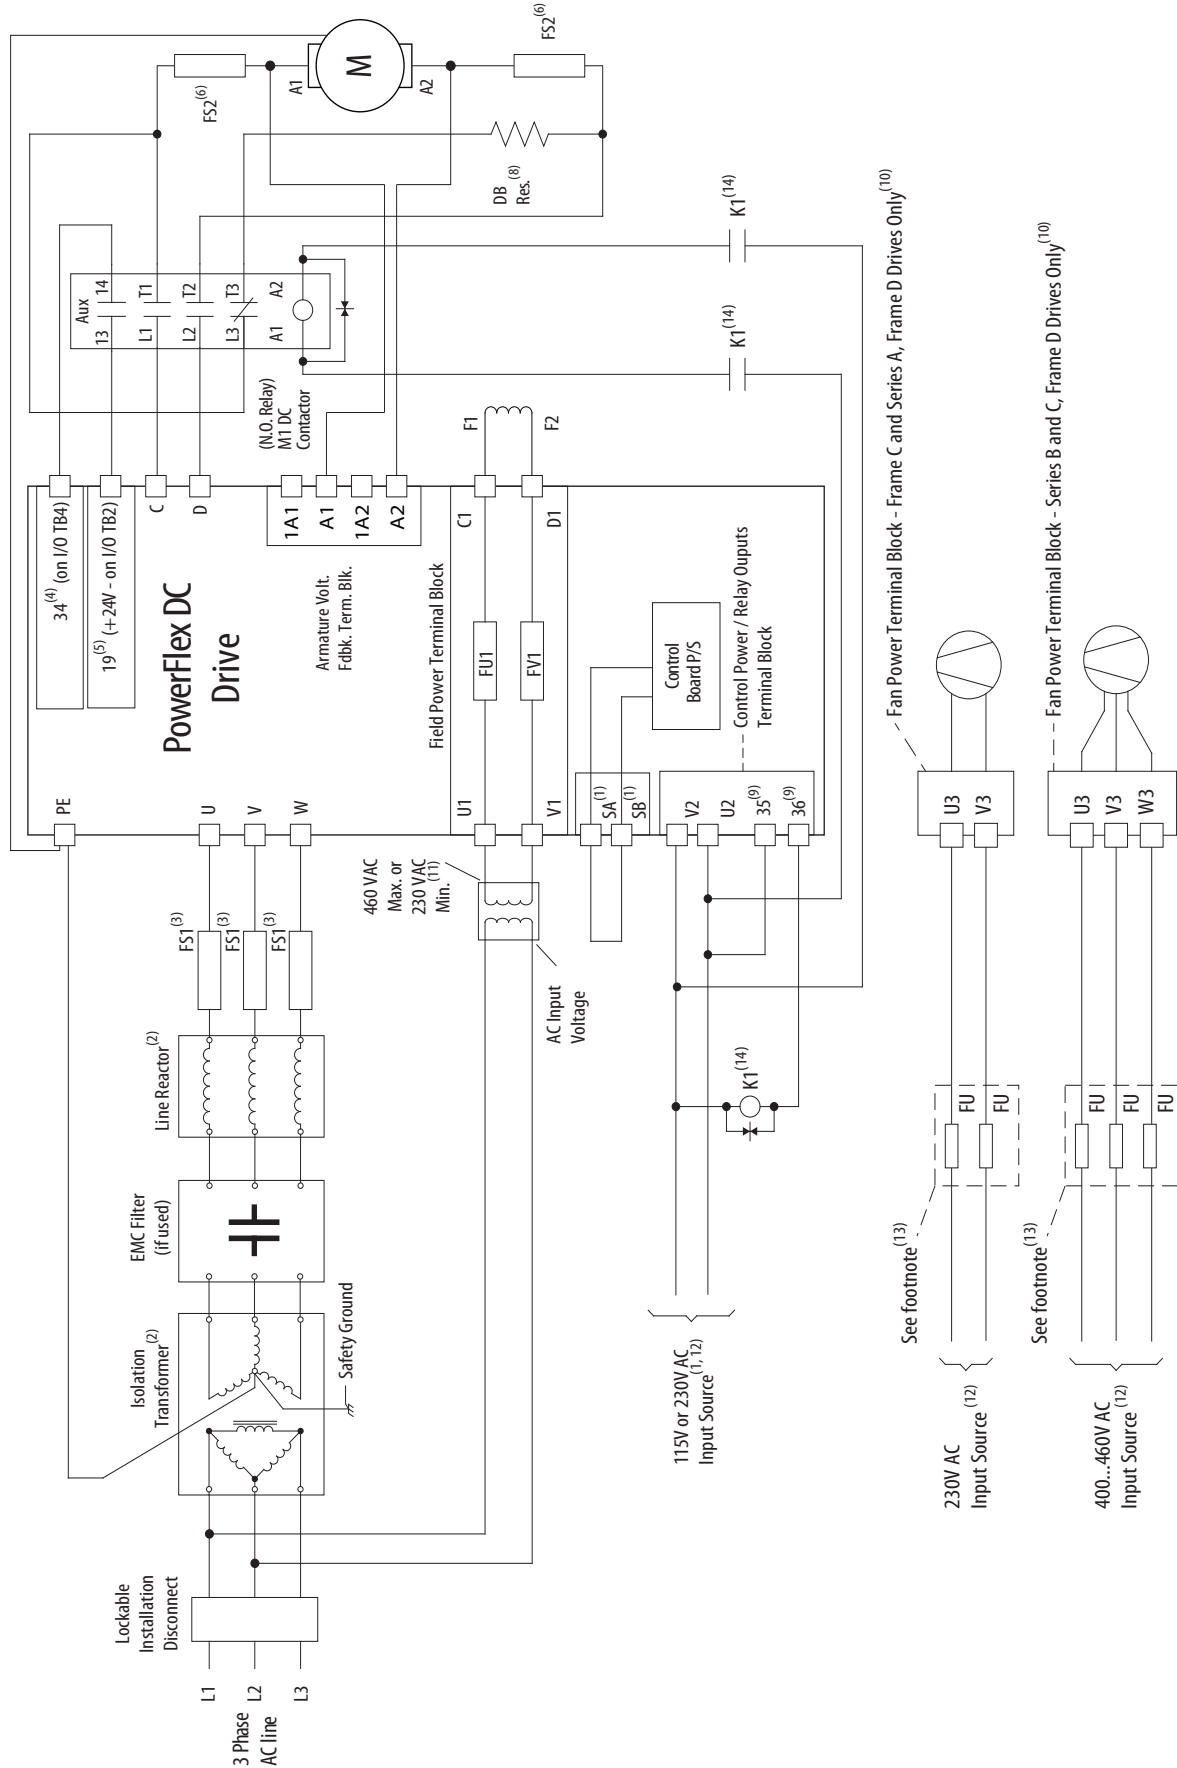 3 Phase
AC line
L1
L2
L3
Lockable
Installation
Disconnect
Isolation
Transformer(2)
Safety Ground
EMC Filter
(if used)
Line Reactor(2)
FS1(3)
FS1(3)
FS1(3)
460 VAC
Max. or
230 VAC
Min.(11)
AC Input
Voltage
PE
U
V
W
PowerFlex DC
Drive
34(4) (on I/O TB4)
19(5) (+24V - on I/O TB2)
C
D
1A1
A1
1A2
A2
Armature Volt.
Fdbk. Term. Blk.
Field Power Terminal Block
U1
V1
FU1
FV1
C1
D1
F1
F2
SA(1)
SB(1)
Control
Board P/S
V2
U2
35(9)
36(9)
Control Power / Relay Ouputs
Terminal Block
(N.O. Relay)
M1 DC
Contactor
Aux
13
14
L1
T1
L2
T2
L3
T3
A1
A2
FS2(6)
A1
M
A2
FS2(6)
DB
Res.(8)
K1(14)
K1(14)
K1(14)
115V or 230V AC
Input Source(1, 12)
230V AC
Input Source(12)
See footnote(13)
FU
FU
U3
V3
Fan Power Terminal Block - Frame C and Series A, Frame D Drives Only(10)
400...460V AC
Input Source(12)
See footnote(13)
FU
FU
FU
U3
V3
W3
Fan Power Terminal Block - Series B and C, Frame D Drives Only(10)